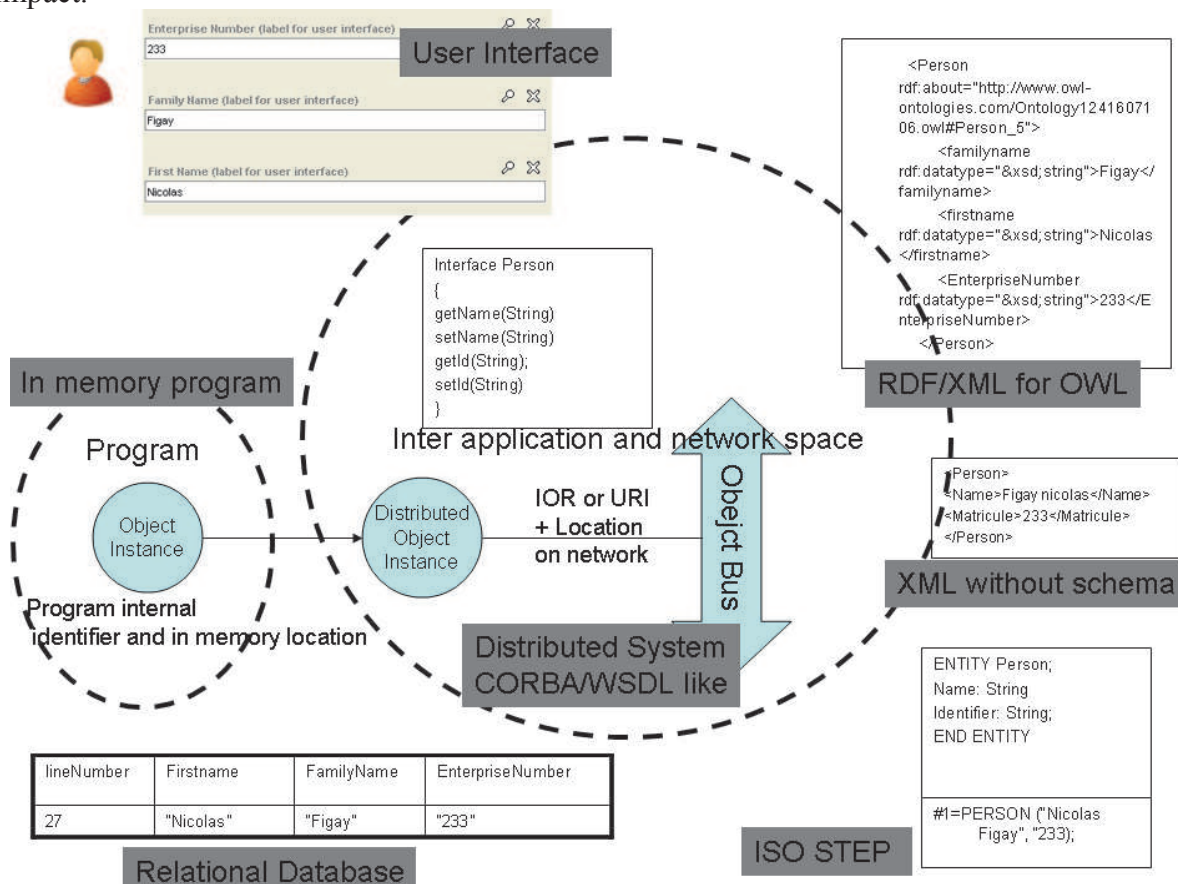 impact.
Enterprise Number (label for user interface)
233
User Interface
Family Name (label for user interface)
Figay
First Name (label for user interface)
Nicolas
<Person
rdf:about="http://www.owl-
ontologies.com/Ontology12416071
06.owl#Person_5">
<familyname
rdf:datatype="&xsd;string">Figay</
familyname>
<firstname
rdf:datatype="&xsd;string">Nicolas
</firstname>
<EnterpriseNumber
rdf:datatype="&xsd;string">233</E
nterpriseNumber>
</Person>
RDF/XML for OWL
Interface Person
{
getName(String)
setName(String)
getId(String);
setId(String)
}
In memory program
Program
Object
Instance
Program internal
identifier and in memory location
Inter application and network space
Distributed
Object
Instance
IOR or URI
+ Location
on network
Obejct Bus
Distributed System
CORBA/WSDL like
<Person>
<Name>Figay nicolas</Name>
<Matricule>233</Matricule>
</Person>
XML without schema
ENTITY Person;
Name: String
Identifier: String;
END ENTITY
#1=PERSON ("Nicolas
Figay", "233);
ISO STEP
lineNumber Firstname FamilyName EnterpriseNumber
27 "Nicolas" "Figay" "233"
Relational Database